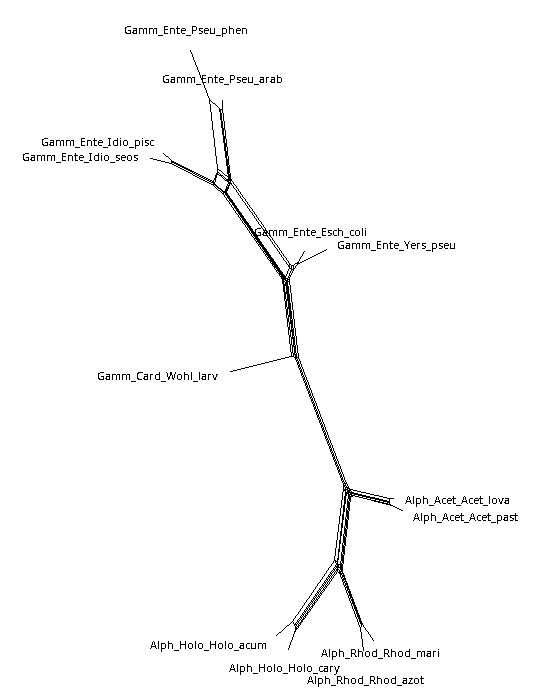 Gamm_Ente_Pseu_phen
Gamm_Ente_Pseu_arab
Gamm_Ente_Idio_pisc
Gamm_Ente_Idio_seos
Gamm_Ente_Esch_coli
Gamm_Ente_Yers_pseu
Gamm_Card_Wohl_larv
Alph_Acet_Acet_lova
Alph_Acet_Acet_past
Alph_Holo_Holo_acum
Alph_Rhod_Rhod_mari
Alph_Holo_Holo_cary
Alph_Rhod_Rhod_azot